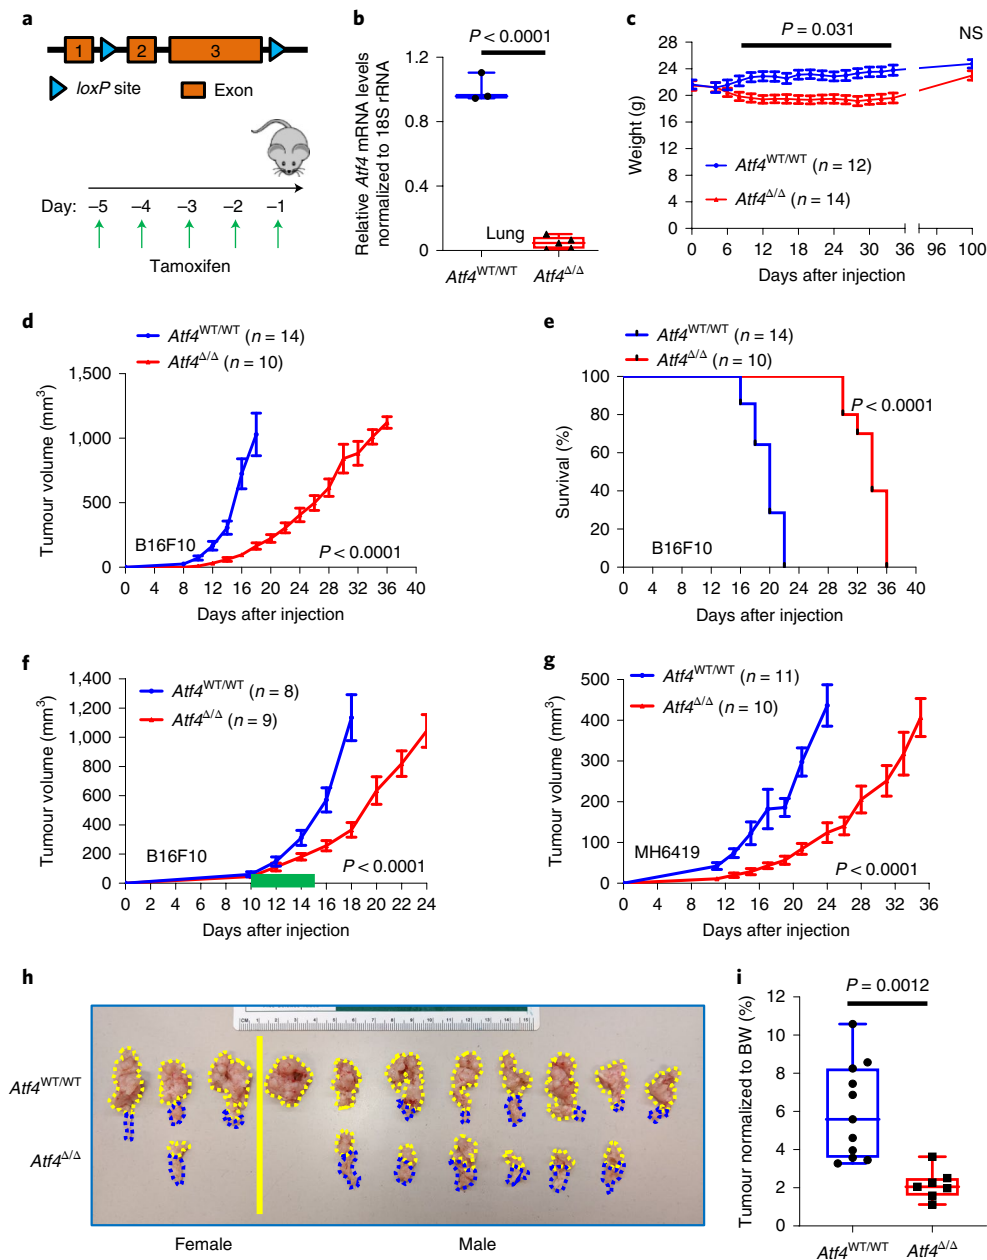 a
1 2 3
loxP site Exon
Day: –5 –4 –3 –2 –1
Tamoxifen
b
P < 0.0001
Relative Atf4 mRNA levels
normalized to 18S rRNA
1.2
0.8
0.4
0
Lung
Atf4WT/WT Atf4Δ/Δ
c
P = 0.031 NS
Weight (g)
28
24
20
16
12
8
4
0
Atf4WT/WT (n = 12)
Atf4Δ/Δ (n = 14)
0 6 12 18 24 30 36 96 100
Days after injection
d
Atf4WT/WT (n = 14)
Atf4Δ/Δ (n = 10)
Tumour volume (mm3)
1,500
1,000
500
0
B16F10
P < 0.0001
0 4 8 12 16 20 24 28 32 36 40
Days after injection
e
Atf4WT/WT (n = 14)
Atf4Δ/Δ (n = 10)
Survival (%)
100
80
60
40
20
0
P < 0.0001
B16F10
0 4 8 12 16 20 24 28 32 36 40
Days after injection
f
Atf4WT/WT (n = 8)
Atf4Δ/Δ (n = 9)
Tumour volume (mm3)
1,400
1,200
1,000
800
600
400
200
0
B16F10
P < 0.0001
0 2 4 6 8 10 12 14 16 18 20 22 24
Days after injection
g
Atf4WT/WT (n = 11)
Atf4Δ/Δ (n = 10)
Tumour volume (mm3)
500
400
300
200
100
0
MH6419
P < 0.0001
0 4 8 12 16 20 24 28 32 36
Days after injection
h
Atf4WT/WT
Atf4Δ/Δ
Female Male
i
P = 0.0012
Tumour normalized to BW (%)
12
10
8
6
4
2
0
Atf4WT/WT Atf4Δ/Δ